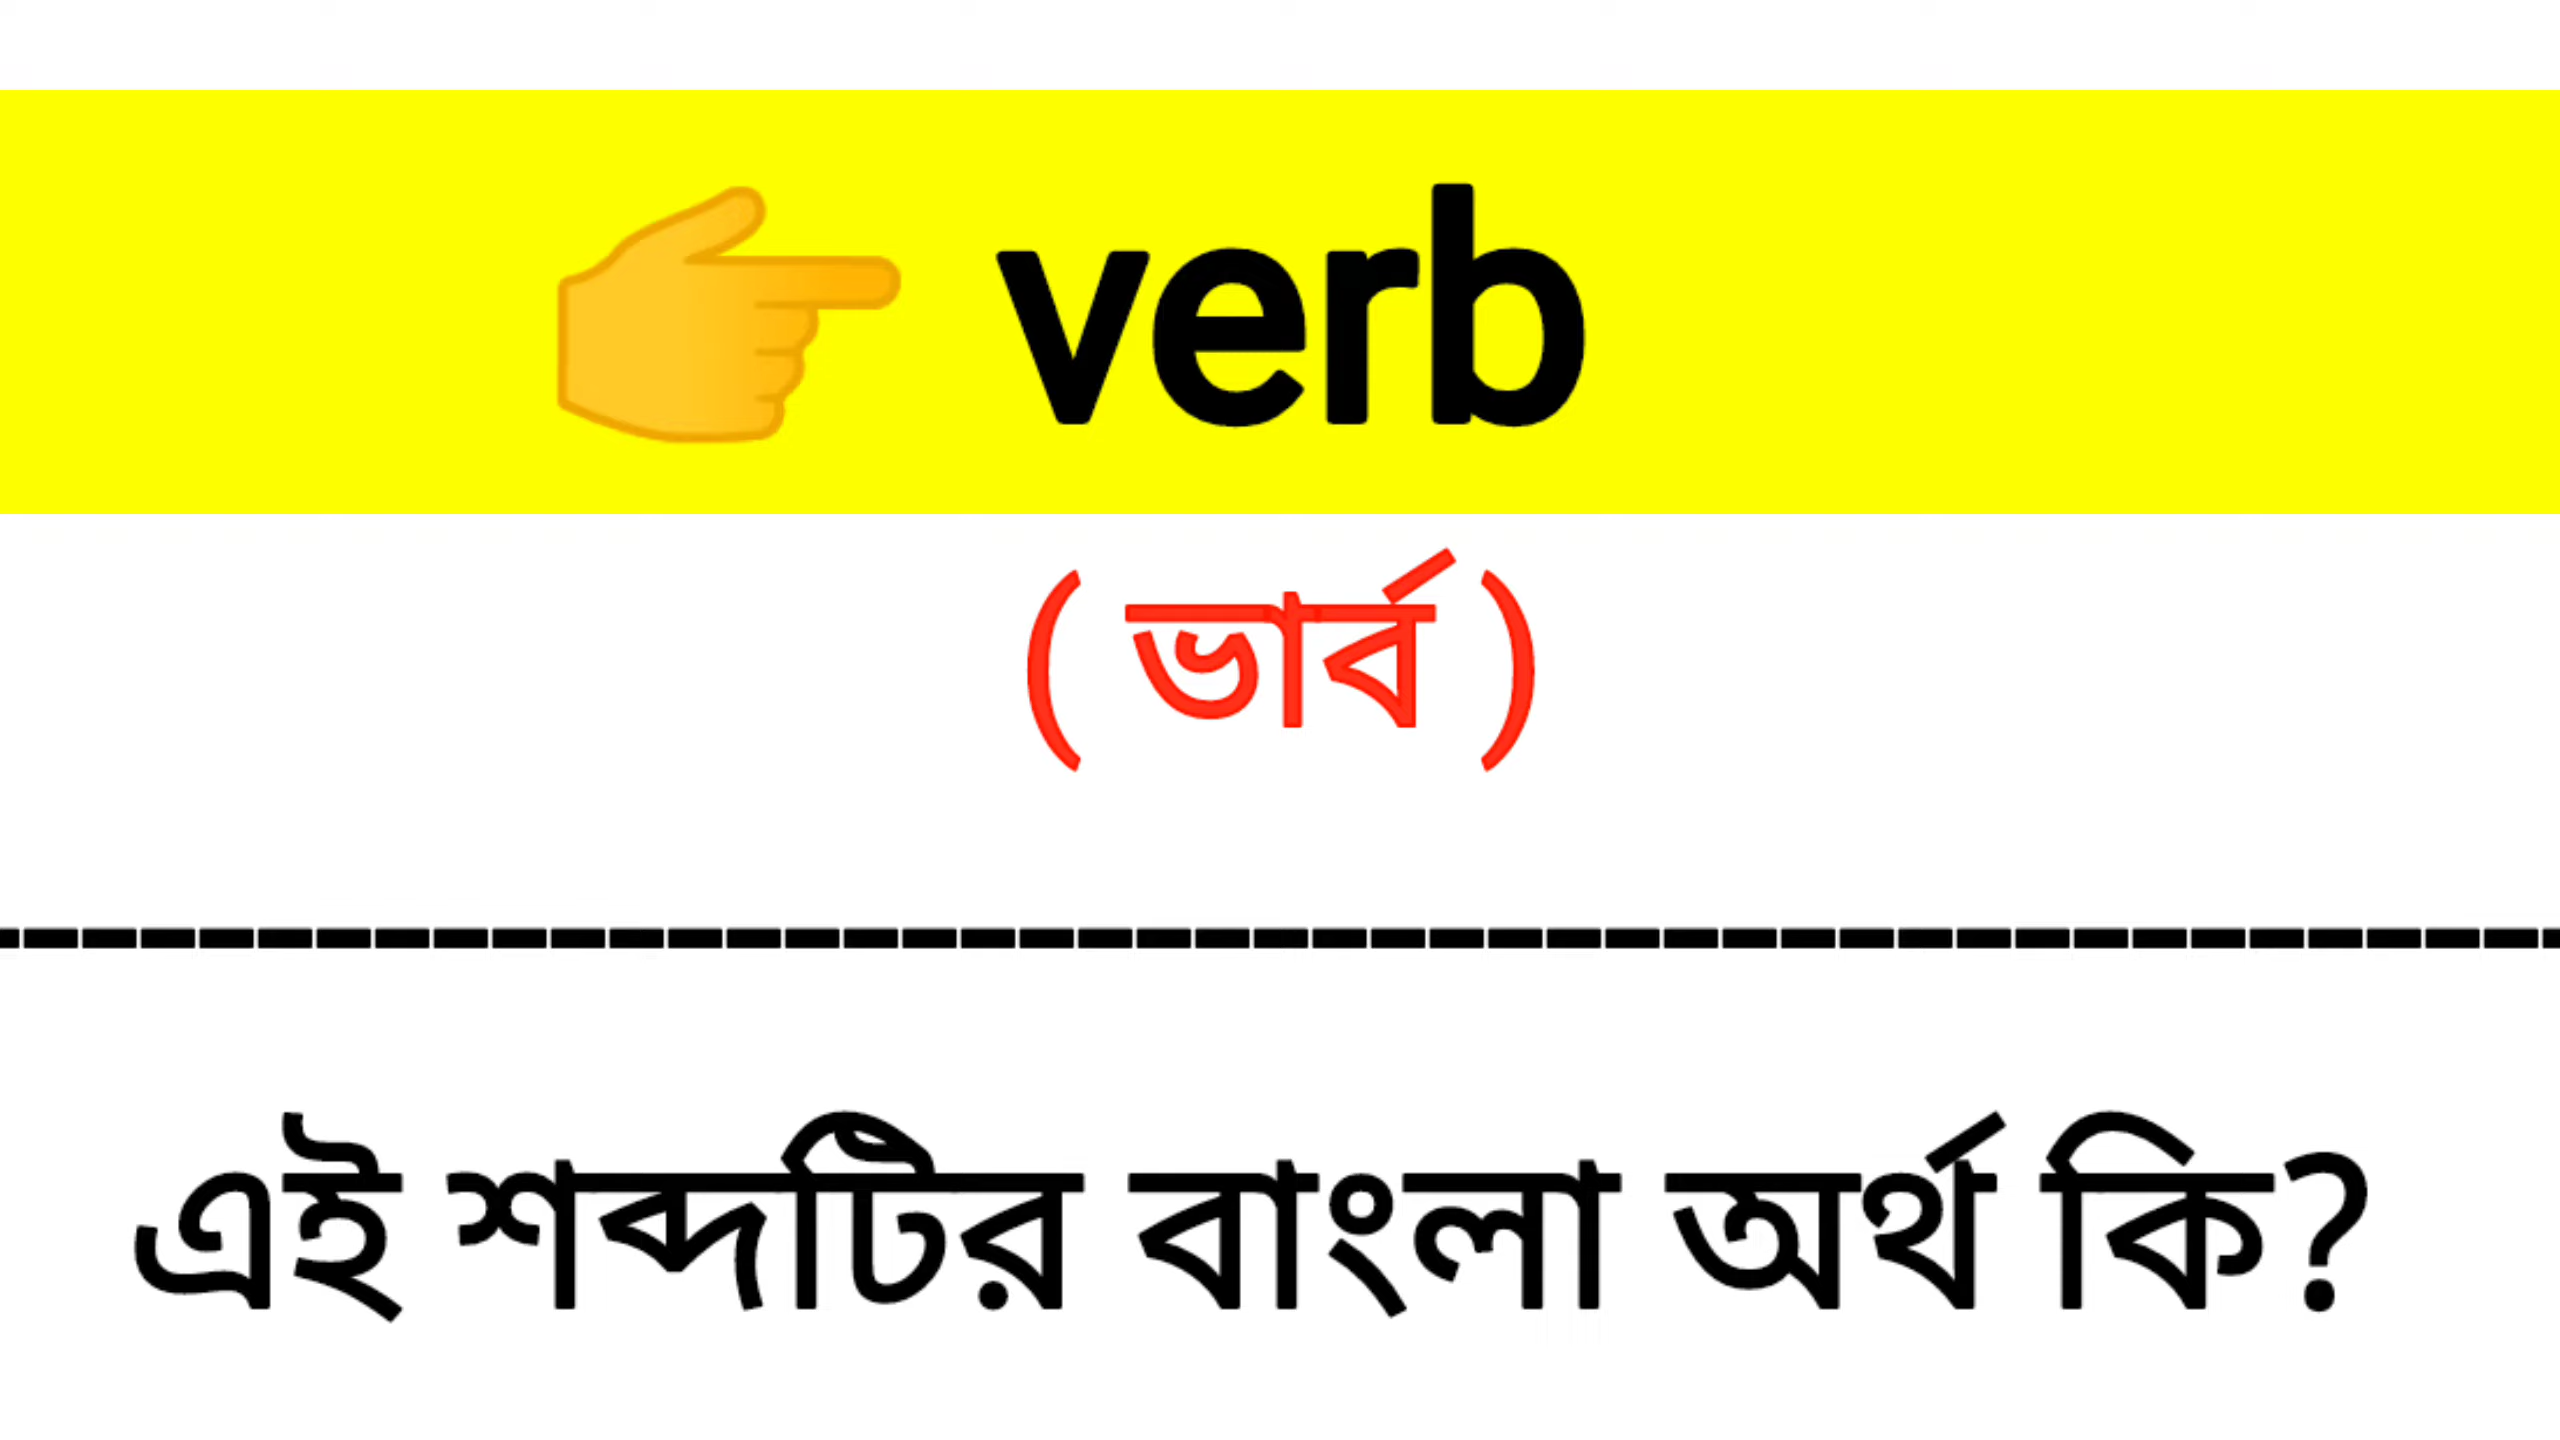 👉 verb
( ভার্ব )
এই শব্দটির বাংলা অর্থ কি?